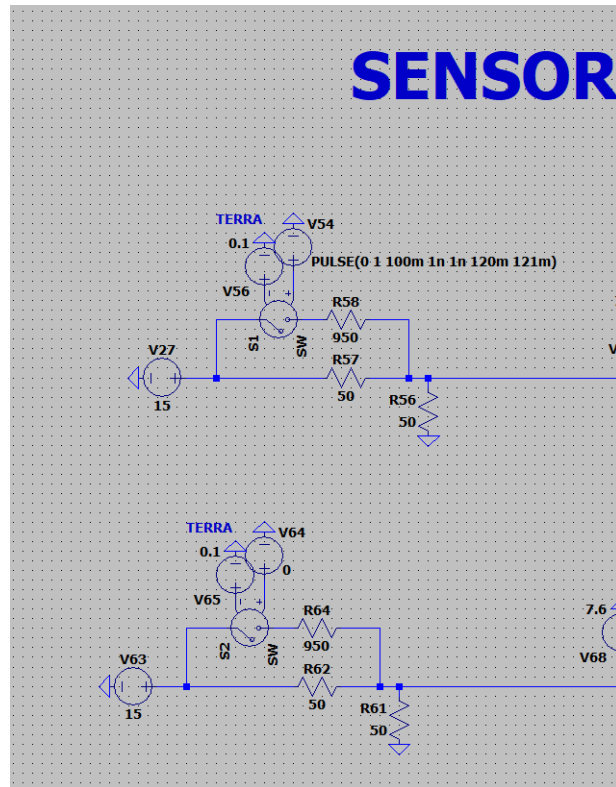 SENSOR
TERRA
V54
0.1
PULSE(0 1 100m 1n 1n 120m 121m)
V56
R58
S1
SW
950
V27
R57
V
15
50
R56
50
TERRA
V64
0.1
0
V65
R64
7.6
S2
SW
950
V63
R62
V68
15
50
R61
50